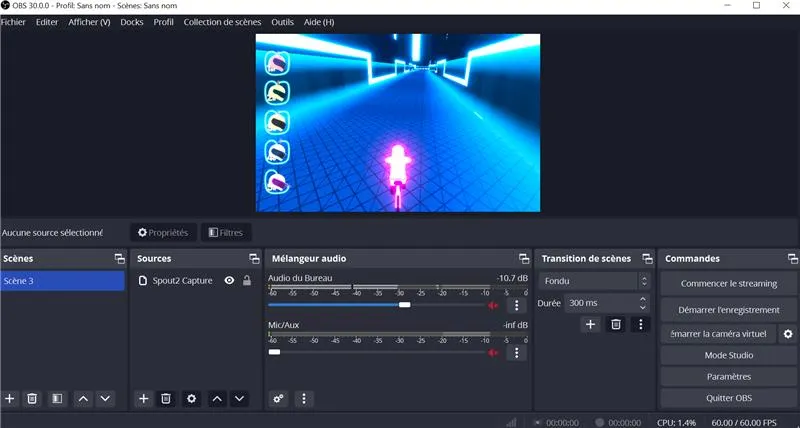 OBS 30.0.0 - Profil: Sans nom - Scènes: Sans nom
Fichier Editer Afficher (V) Docks Profil Collection de scènes Outils Aide (H)
Aucune source sélectionné Propriétés Filtres
Scènes
Scène 3
Sources
Spout2 Capture
Mélangeur audio
Audio du Bureau -10.7 dB
-60 -55 -50 -45 -40 -35 -30 -25 -20 -15 -10 -5 0
Mic/Aux -inf dB
-60 -55 -50 -45 -40 -35 -30 -25 -20 -15 -10 -5 0
Transition de scènes
Fondu
Durée 300 ms
Commandes
Commencer le streaming
Démarrer l'enregistrement
émarrer la caméra virtuel
Mode Studio
Paramètres
Quitter OBS
00:00:00 00:00:00 CPU: 1.4% 60.00 / 60.00 FPS